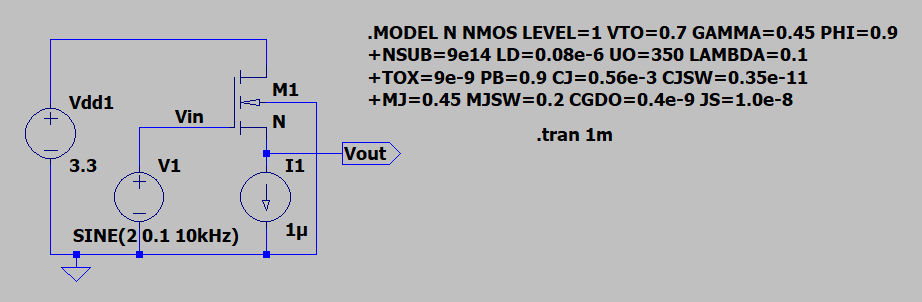 .MODEL N NMOS LEVEL=1 VTO=0.7 GAMMA=0.45 PHI=0.9
+NSUB=9e14 LD=0.08e-6 UO=350 LAMBDA=0.1
+TOX=9e-9 PB=0.9 CJ=0.56e-3 CJSW=0.35e-11
+MJ=0.45 MJSW=0.2 CGDO=0.4e-9 JS=1.0e-8
.tran 1m
Vdd1
3.3
Vin
M1
N
V1
SINE(2 0.1 10kHz)
I1
1µ
Vout